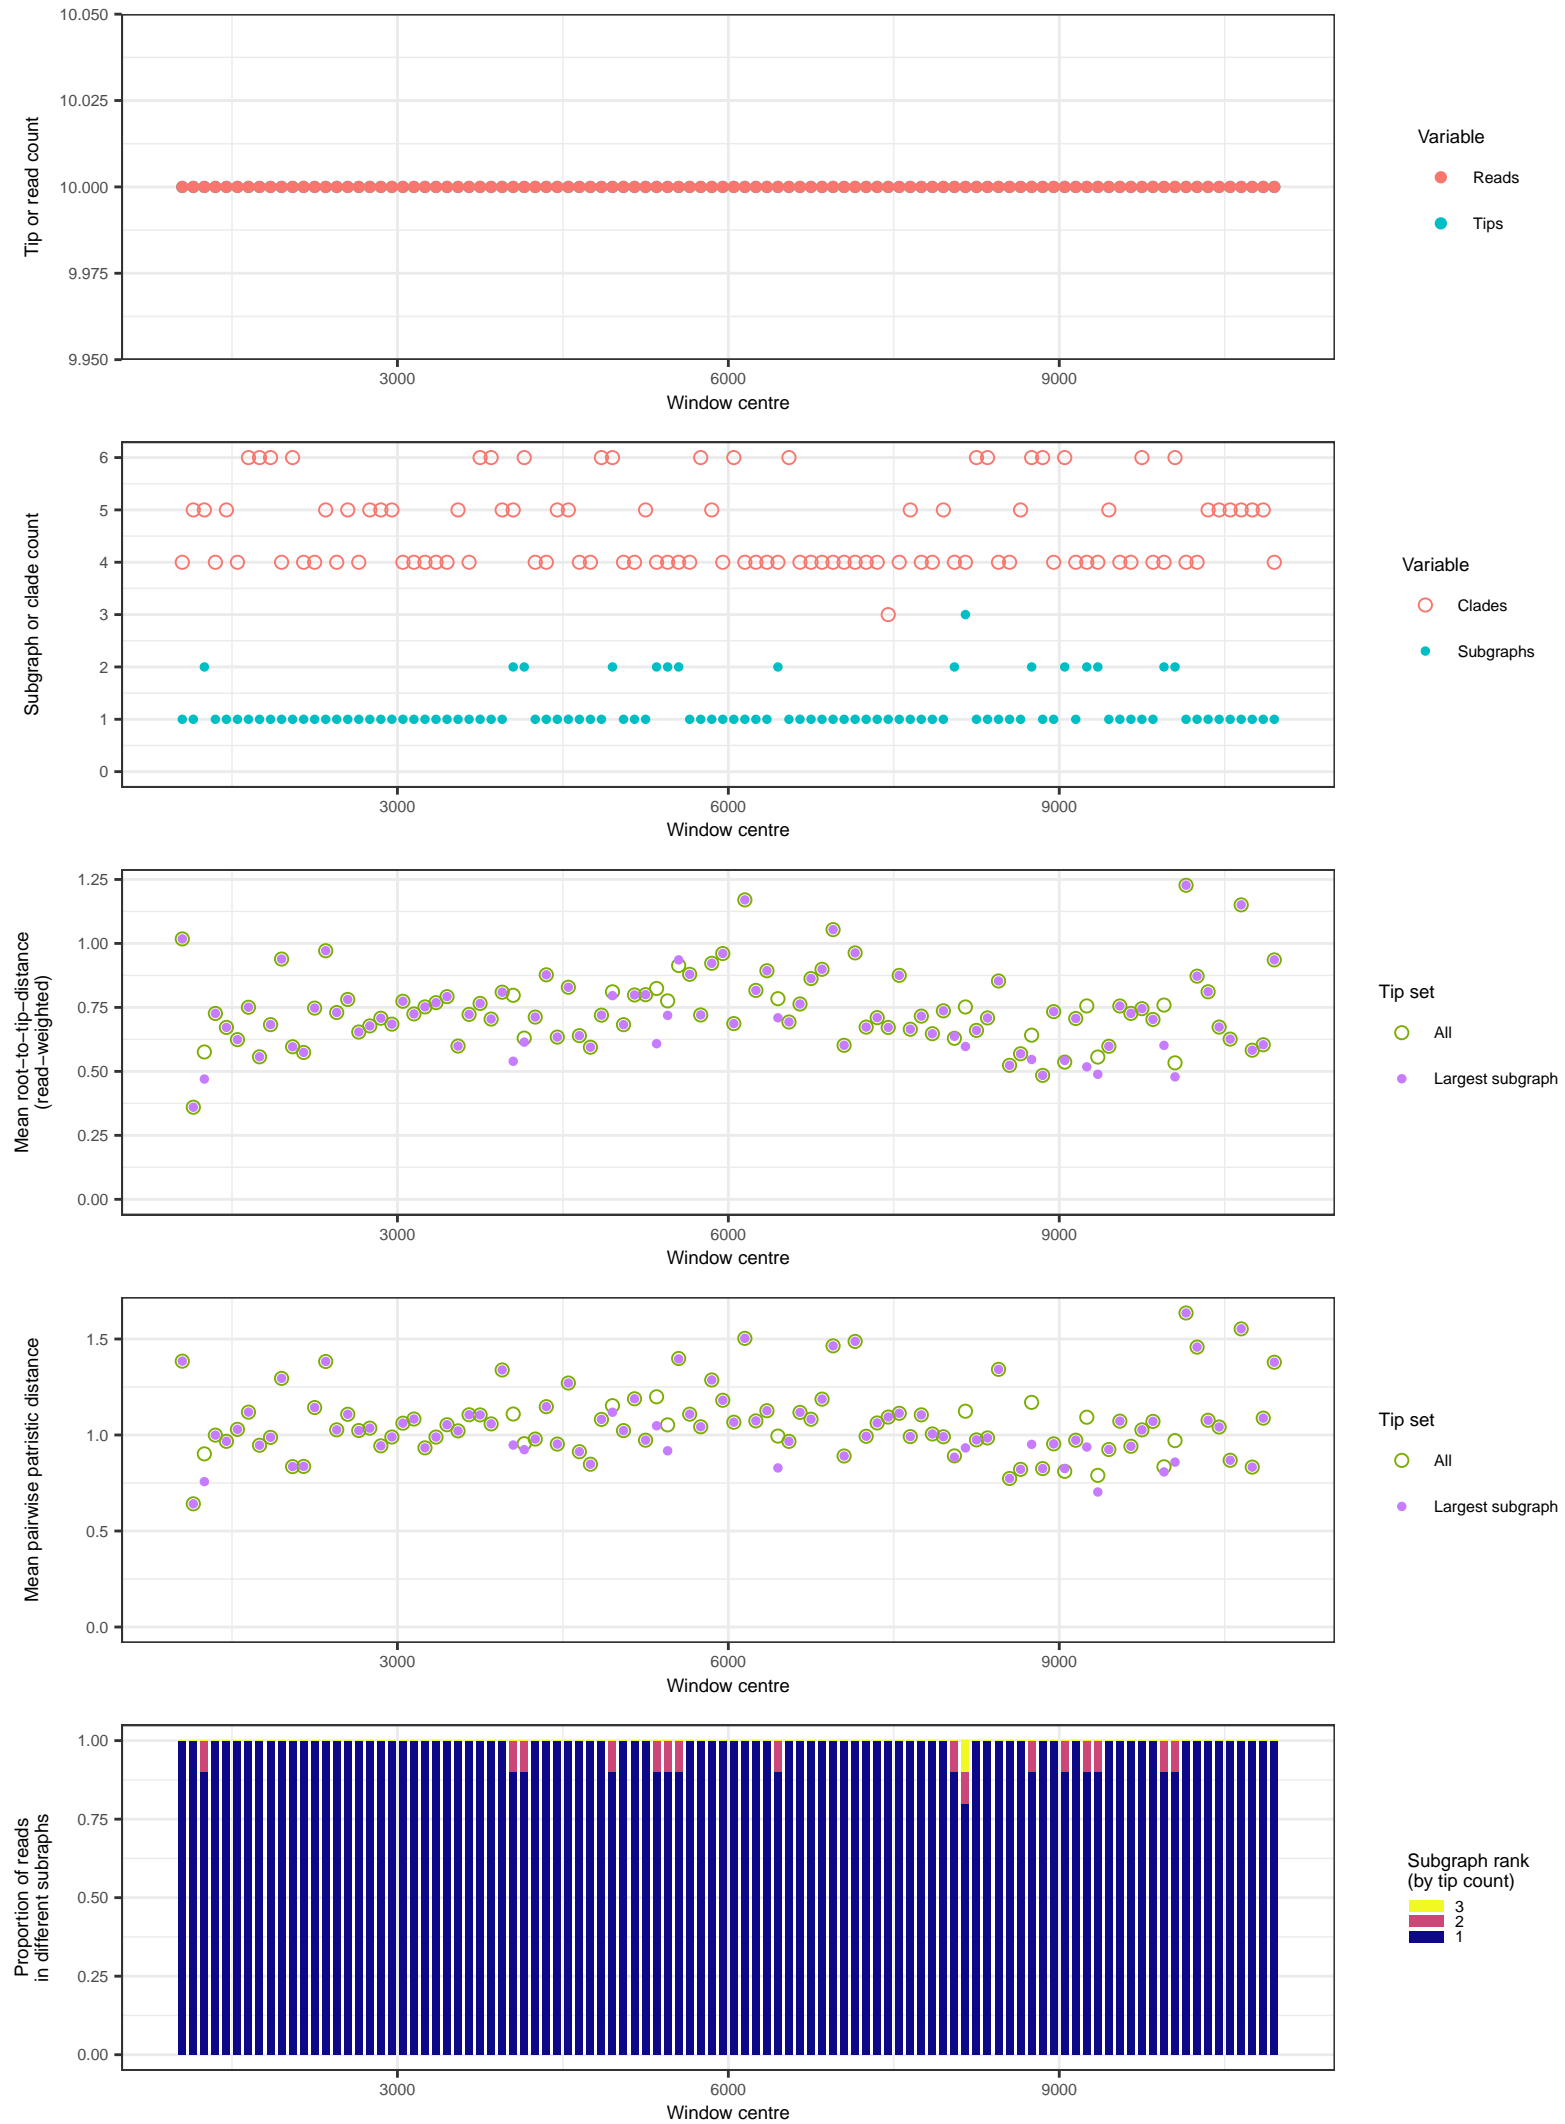 10.050
10.025
10.000
9.975
9.950
Tip or read count
3000 6000 9000
Window centre
Variable
Reads
Tips
6
5
4
3
2
1
0
Subgraph or clade count
3000 6000 9000
Window centre
Variable
Clades
Subgraphs
1.25
1.00
0.75
0.50
0.25
0.00
Mean root−to−tip−distance
(read−weighted)
3000 6000 9000
Window centre
Tip set
All
Largest subgraph
1.5
1.0
0.5
0.0
Mean pairwise patristic distance
3000 6000 9000
Window centre
Tip set
All
Largest subgraph
1.00
0.75
0.50
0.25
0.00
Proportion of reads
in different subraphs
3000 6000 9000
Window centre
Subgraph rank
(by tip count)
3
2
1